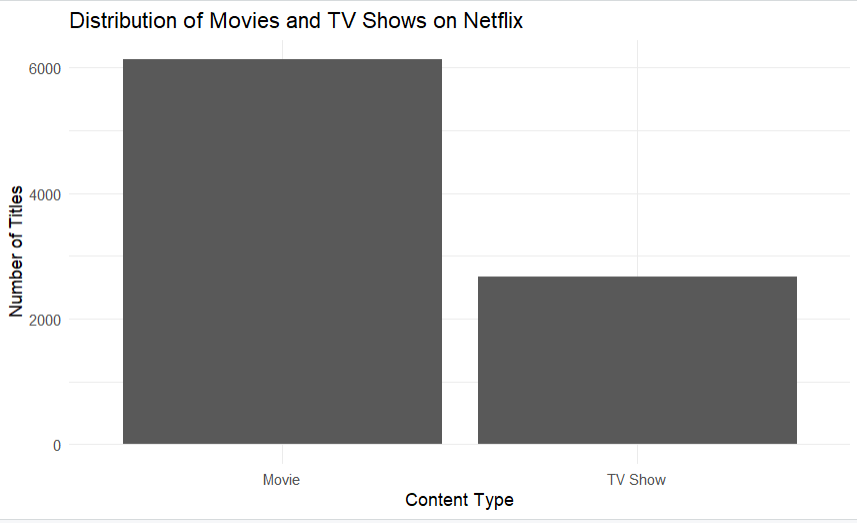 Distribution of Movies and TV Shows on Netflix
Number of Titles
6000
4000
2000
0
Movie
TV Show
Content Type